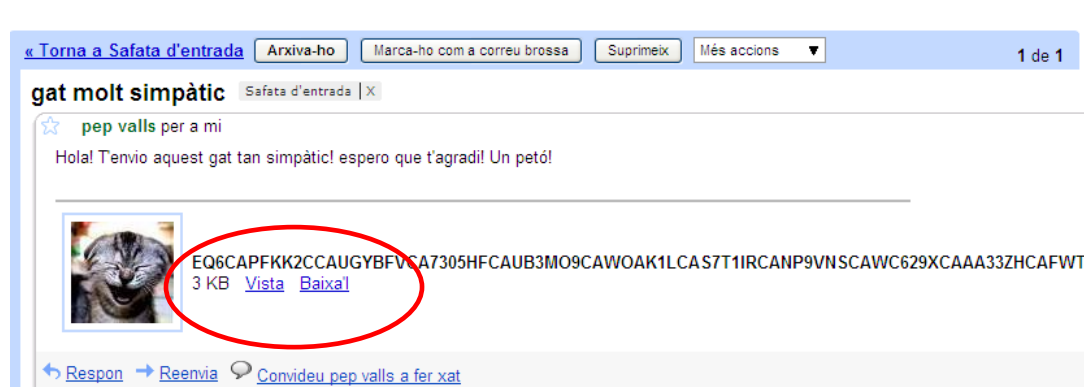 « Torna a Safata d'entrada Arxiva-ho Marca-ho com a correu brossa Suprimeix Més accions 1 de 1
gat molt simpàtic Safata d'entrada X
pep valls per a mi
Hola! T'envio aquest gat tan simpàtic! espero que t'agradi! Un petó!
EQ6CAPFKK2CCAUGYBFVCA7305HFCAUB3MO9CAWOAK1LCAS7T1IRCANP9VNSCAWC629XCAAA33ZHCAFWT
3 KB Vista Baixa'l
Respon Reenvia Convideu pep valls a fer xat